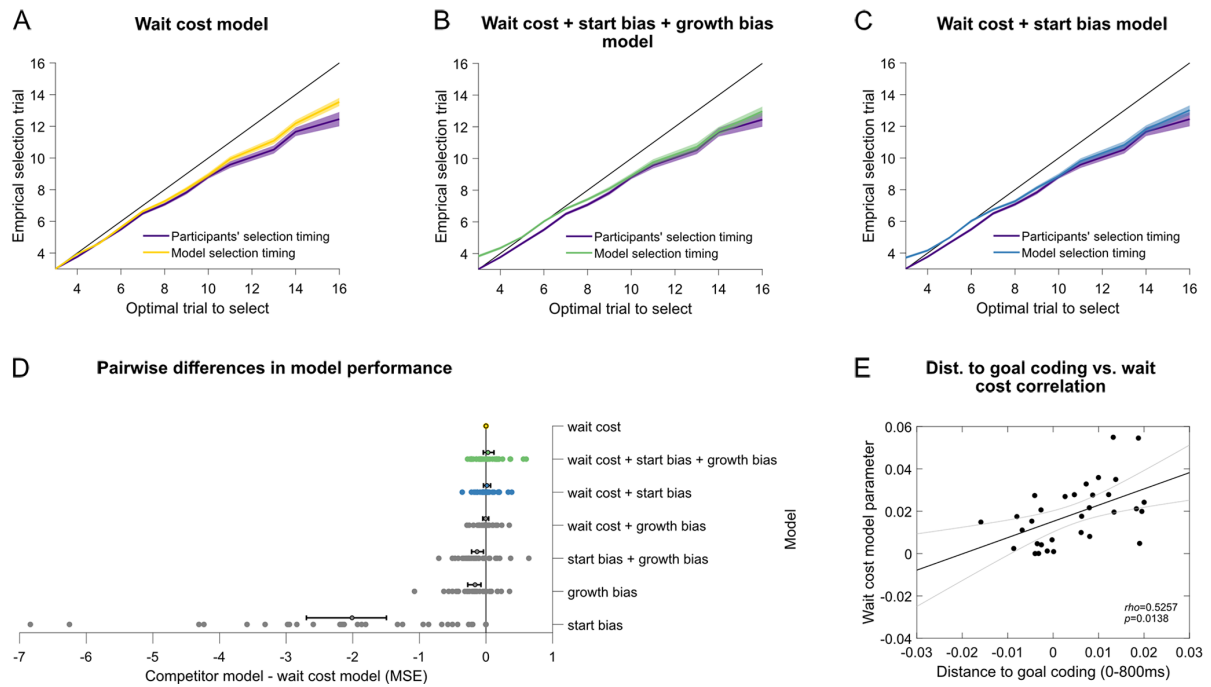 A
Wait cost model
Emprical selection trial
16
14
12
10
8
6
4
Participants' selection timing
Model selection timing
4 6 8 10 12 14 16
Optimal trial to select
B
Wait cost + start bias + growth bias
model
Emprical selection trial
16
14
12
10
8
6
4
Participants' selection timing
Model selection timing
4 6 8 10 12 14 16
Optimal trial to select
C
Wait cost + start bias model
Emprical selection trial
16
14
12
10
8
6
4
Participants' selection timing
Model selection timing
4 6 8 10 12 14 16
Optimal trial to select
D
Pairwise differences in model performance
wait cost
wait cost + start bias + growth bias
wait cost + start bias
wait cost + growth bias
start bias + growth bias
growth bias
start bias
Model
-7 -6 -5 -4 -3 -2 -1 0 1
Competitor model - wait cost model (MSE)
E
Dist. to goal coding vs. wait
cost correlation
Wait cost model parameter
0.06
0.04
0.02
0
-0.02
-0.04
rho=0.5257
p=0.0138
-0.03 -0.02 -0.01 0 0.01 0.02 0.03
Distance to goal coding (0-800ms)